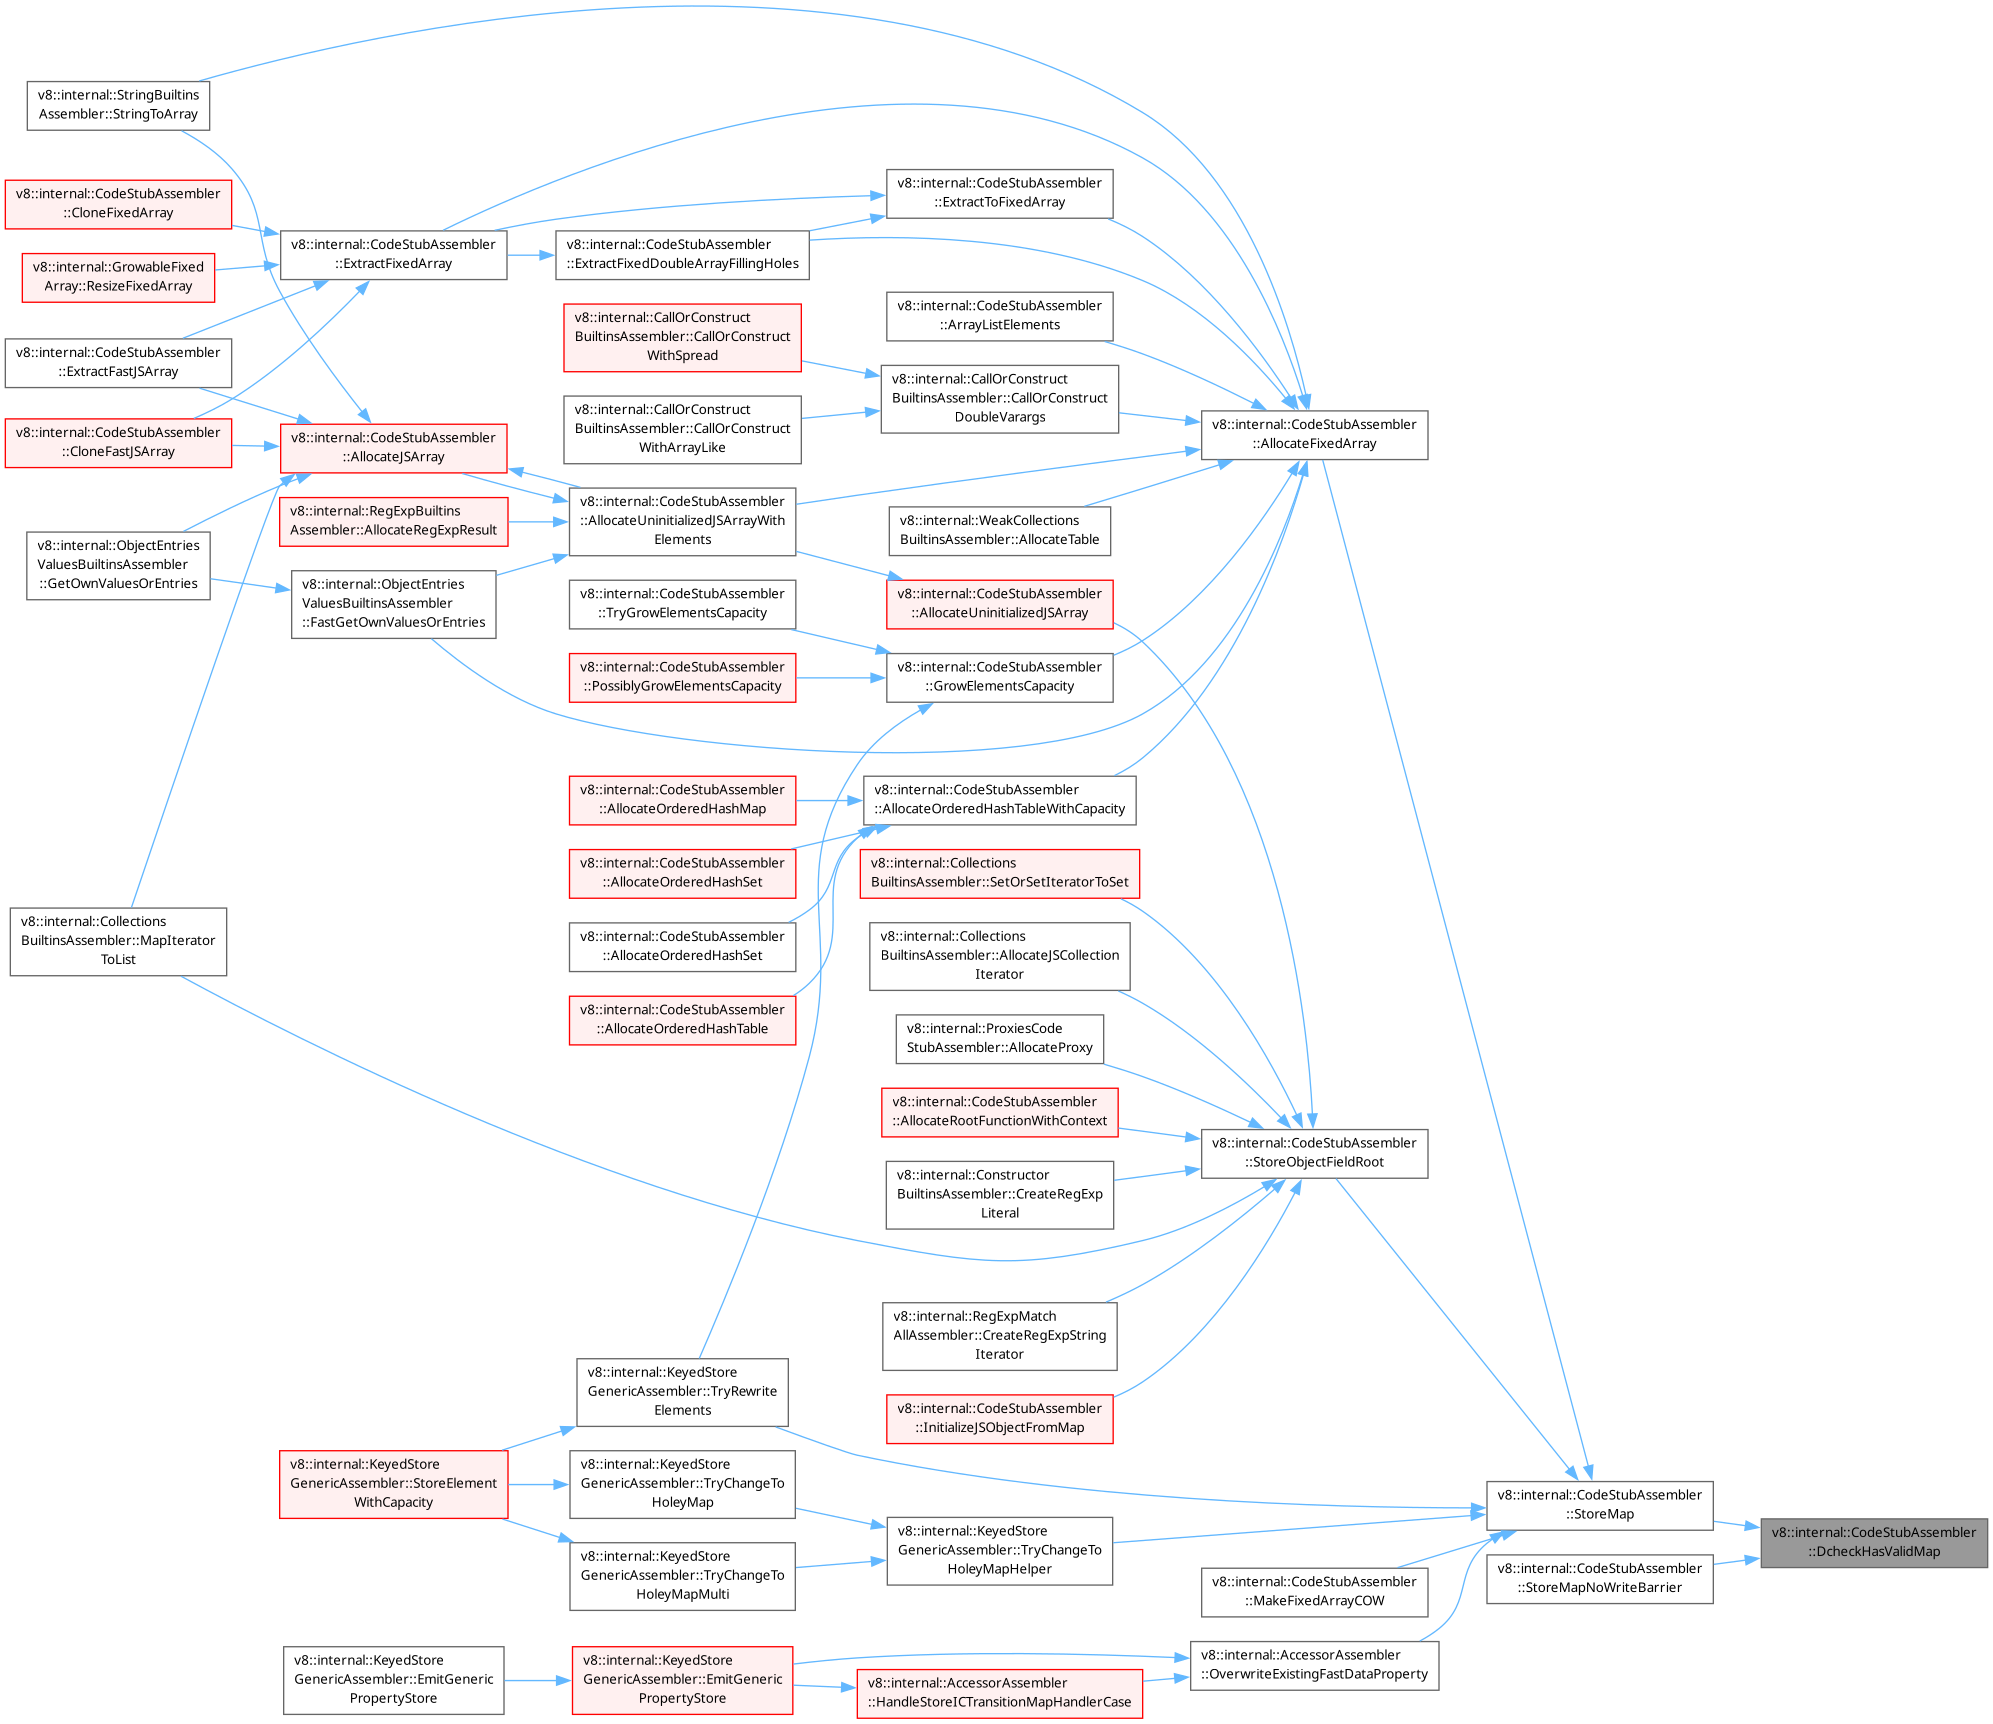 v8::internal::StringBuiltins
Assembler::StringToArray
v8::internal::CodeStubAssembler
::CloneFixedArray
v8::internal::GrowableFixed
Array::ResizeFixedArray
v8::internal::CodeStubAssembler
::ExtractFastJSArray
v8::internal::CodeStubAssembler
::CloneFastJSArray
v8::internal::ObjectEntries
ValuesBuiltinsAssembler
::GetOwnValuesOrEntries
v8::internal::Collections
BuiltinsAssembler::MapIterator
ToList
v8::internal::CodeStubAssembler
::ExtractFixedArray
v8::internal::CodeStubAssembler
::AllocateJSArray
v8::internal::RegExpBuiltins
Assembler::AllocateRegExpResult
v8::internal::ObjectEntries
ValuesBuiltinsAssembler
::FastGetOwnValuesOrEntries
v8::internal::KeyedStore
GenericAssembler::StoreElement
WithCapacity
v8::internal::KeyedStore
GenericAssembler::EmitGeneric
PropertyStore
v8::internal::CodeStubAssembler
::ExtractFixedDoubleArrayFillingHoles
v8::internal::CallOrConstruct
BuiltinsAssembler::CallOrConstruct
WithSpread
v8::internal::CallOrConstruct
BuiltinsAssembler::CallOrConstruct
WithArrayLike
v8::internal::CodeStubAssembler
::AllocateUninitializedJSArrayWith
Elements
v8::internal::CodeStubAssembler
::TryGrowElementsCapacity
v8::internal::CodeStubAssembler
::PossiblyGrowElementsCapacity
v8::internal::CodeStubAssembler
::AllocateOrderedHashMap
v8::internal::CodeStubAssembler
::AllocateOrderedHashSet
v8::internal::CodeStubAssembler
::AllocateOrderedHashSet
v8::internal::CodeStubAssembler
::AllocateOrderedHashTable
v8::internal::KeyedStore
GenericAssembler::TryRewrite
Elements
v8::internal::KeyedStore
GenericAssembler::TryChangeTo
HoleyMap
v8::internal::KeyedStore
GenericAssembler::TryChangeTo
HoleyMapMulti
v8::internal::KeyedStore
GenericAssembler::EmitGeneric
PropertyStore
v8::internal::CodeStubAssembler
::ExtractToFixedArray
v8::internal::CodeStubAssembler
::ArrayListElements
v8::internal::CallOrConstruct
BuiltinsAssembler::CallOrConstruct
DoubleVarargs
v8::internal::WeakCollections
BuiltinsAssembler::AllocateTable
v8::internal::CodeStubAssembler
::AllocateUninitializedJSArray
v8::internal::CodeStubAssembler
::GrowElementsCapacity
v8::internal::CodeStubAssembler
::AllocateOrderedHashTableWithCapacity
v8::internal::Collections
BuiltinsAssembler::SetOrSetIteratorToSet
v8::internal::Collections
BuiltinsAssembler::AllocateJSCollection
Iterator
v8::internal::ProxiesCode
StubAssembler::AllocateProxy
v8::internal::CodeStubAssembler
::AllocateRootFunctionWithContext
v8::internal::Constructor
BuiltinsAssembler::CreateRegExp
Literal
v8::internal::RegExpMatch
AllAssembler::CreateRegExpString
Iterator
v8::internal::CodeStubAssembler
::InitializeJSObjectFromMap
v8::internal::KeyedStore
GenericAssembler::TryChangeTo
HoleyMapHelper
v8::internal::AccessorAssembler
::HandleStoreICTransitionMapHandlerCase
v8::internal::CodeStubAssembler
::AllocateFixedArray
v8::internal::CodeStubAssembler
::StoreObjectFieldRoot
v8::internal::CodeStubAssembler
::MakeFixedArrayCOW
v8::internal::AccessorAssembler
::OverwriteExistingFastDataProperty
v8::internal::CodeStubAssembler
::StoreMap
v8::internal::CodeStubAssembler
::StoreMapNoWriteBarrier
v8::internal::CodeStubAssembler
::DcheckHasValidMap